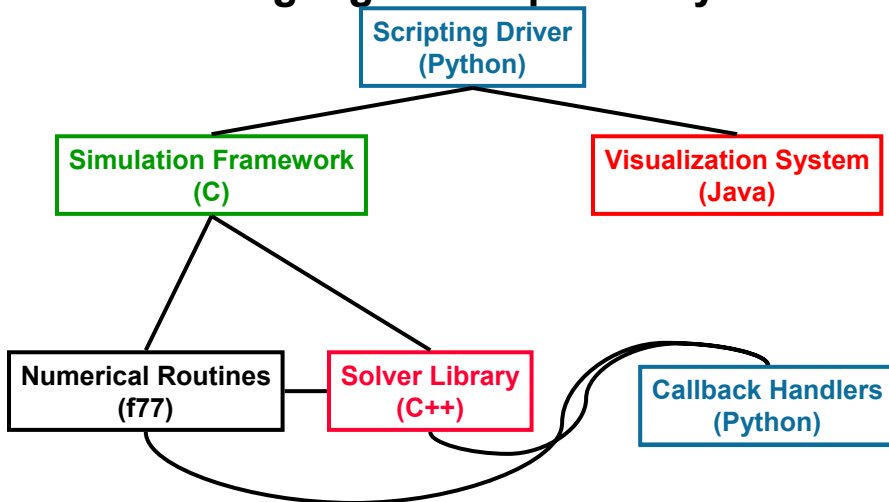 Scripting Driver
(Python)
Simulation Framework
(C)
Visualization System
(Java)
Numerical Routines
(f77)
Solver Library
(C++)
Callback Handlers
(Python)